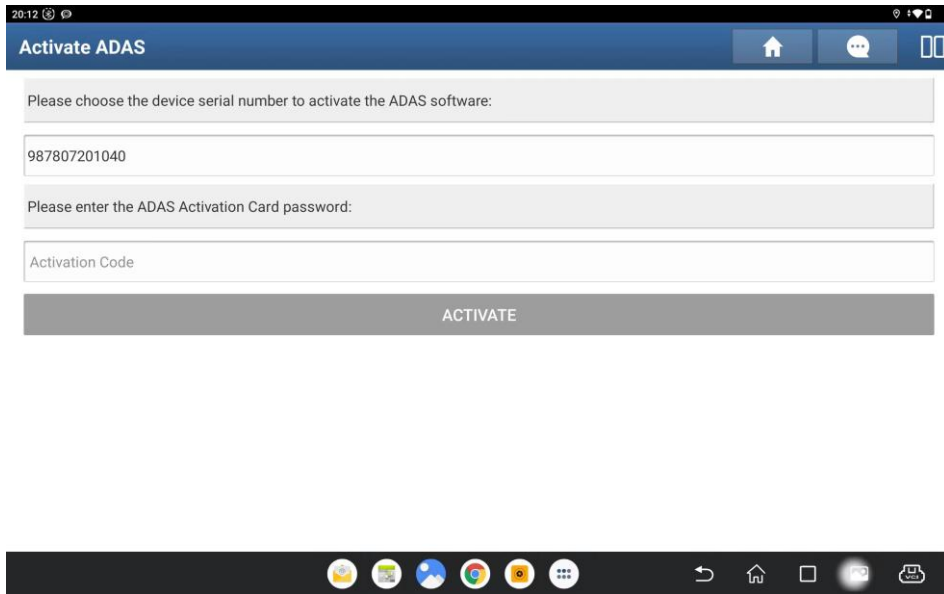 20:12
Activate ADAS
Please choose the device serial number to activate the ADAS software:
987807201040
Please enter the ADAS Activation Card password:
Activation Code
ACTIVATE
VCI